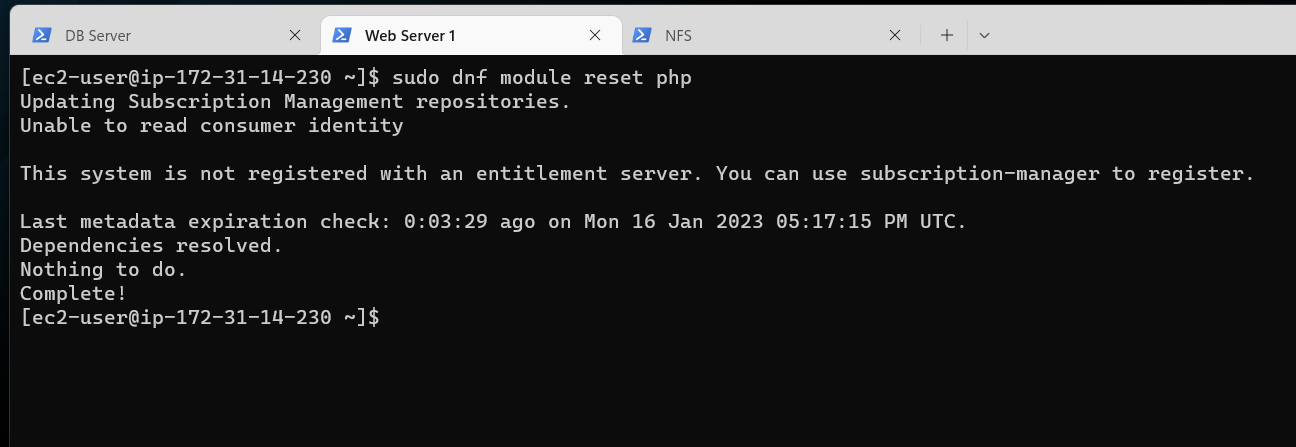 DB Server
Web Server 1
NFS
[ec2-user@ip-172-31-14-230 ~]$ sudo dnf module reset php
Updating Subscription Management repositories.
Unable to read consumer identity
This system is not registered with an entitlement server. You can use subscription-manager to register.
Last metadata expiration check: 0:03:29 ago on Mon 16 Jan 2023 05:17:15 PM UTC.
Dependencies resolved.
Nothing to do.
Complete!
[ec2-user@ip-172-31-14-230 ~]$